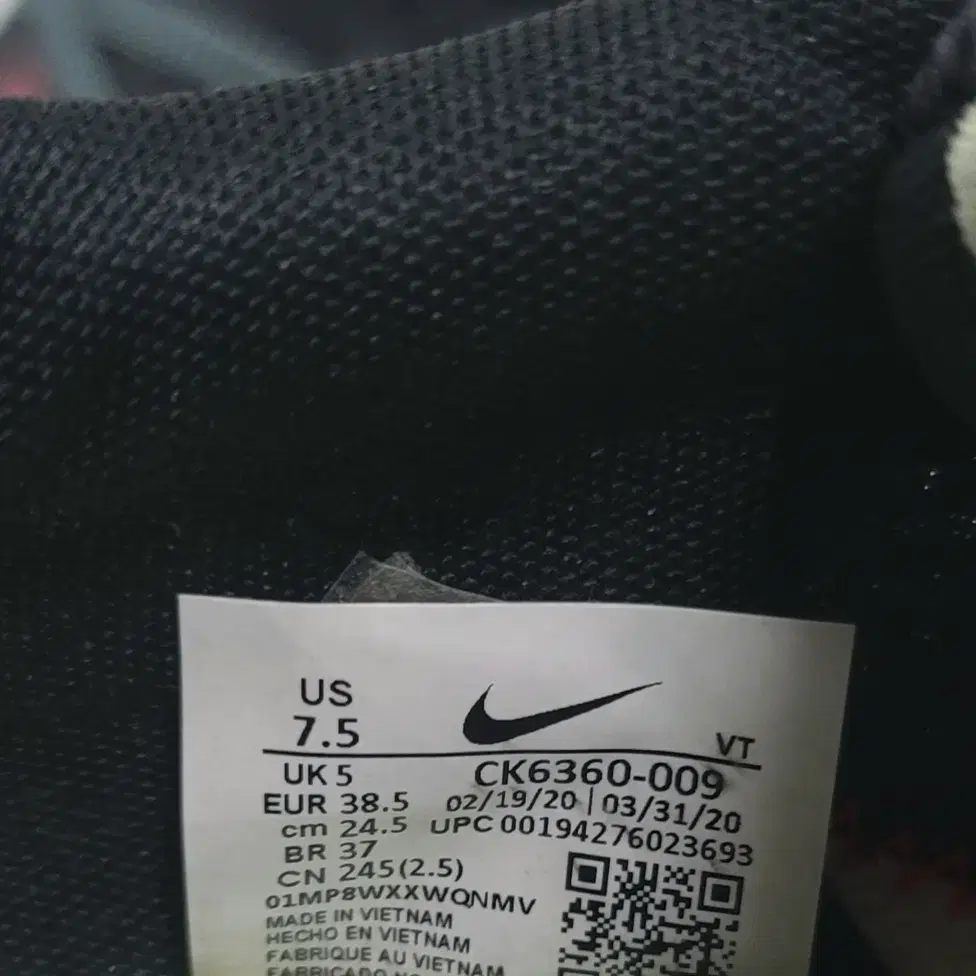 US
7.5
VT
UK 5
CK6360-009
EUR 38.5
02/19/20 | 03/31/20
cm 24.5
UPC 00194276023693
BR 37
CN 245(2.5)
01MP8WXXWQNMV
MADE IN VIETNAM
HECHO EN VIETNAM
FABRIQUE AU VIETNAM
FABRICADO NO